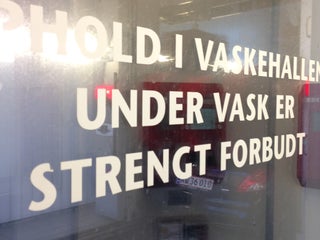 PHOLD I VASKEHALLEN
UNDER VASK ER
STRENGT FORBUDT